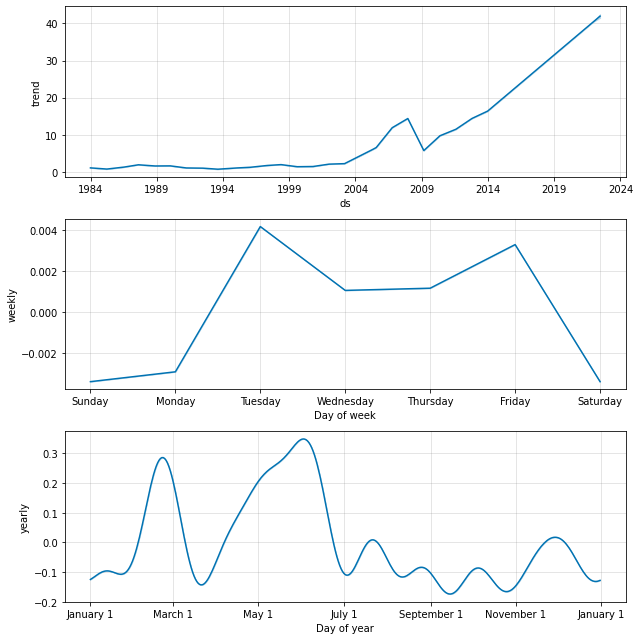 40
30
20
10
0
trend
1984 1989 1994 1999 2004 2009 2014 2019 2024
ds
0.004
0.002
0.000
−0.002
weekly
Sunday Monday Tuesday Wednesday Thursday Friday Saturday
Day of week
0.3
0.2
0.1
0.0
−0.1
−0.2
yearly
January 1 March 1 May 1 July 1 September 1 November 1 January 1
Day of year